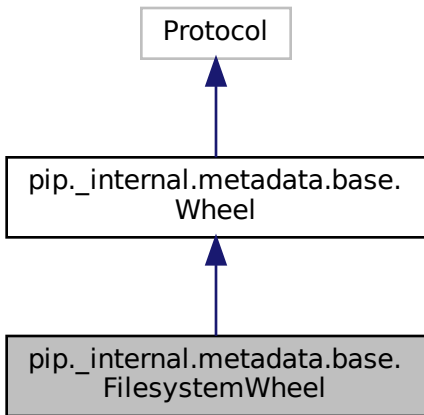 Protocol
pip._internal.metadata.base.
Wheel
pip._internal.metadata.base.
FilesystemWheel